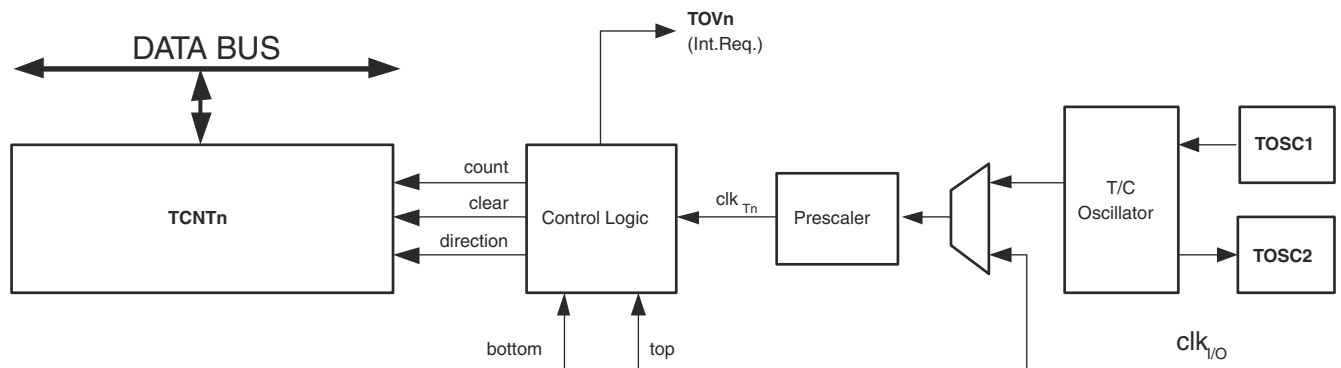 DATA BUS
TOVn
(Int.Req.)
TCNTn
count
clear
direction
Control Logic
clk Tn
Prescaler
T/C
Oscillator
TOSC1
TOSC2
bottom
top
clkI/O